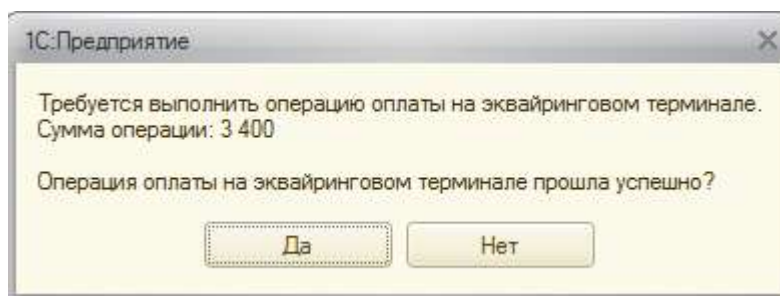 1С:Предприятие
Требуется выполнить операцию оплаты на эквайринговом терминале.
Сумма операции: 3 400
Операция оплаты на эквайринговом терминале прошла успешно?
Да
Нет